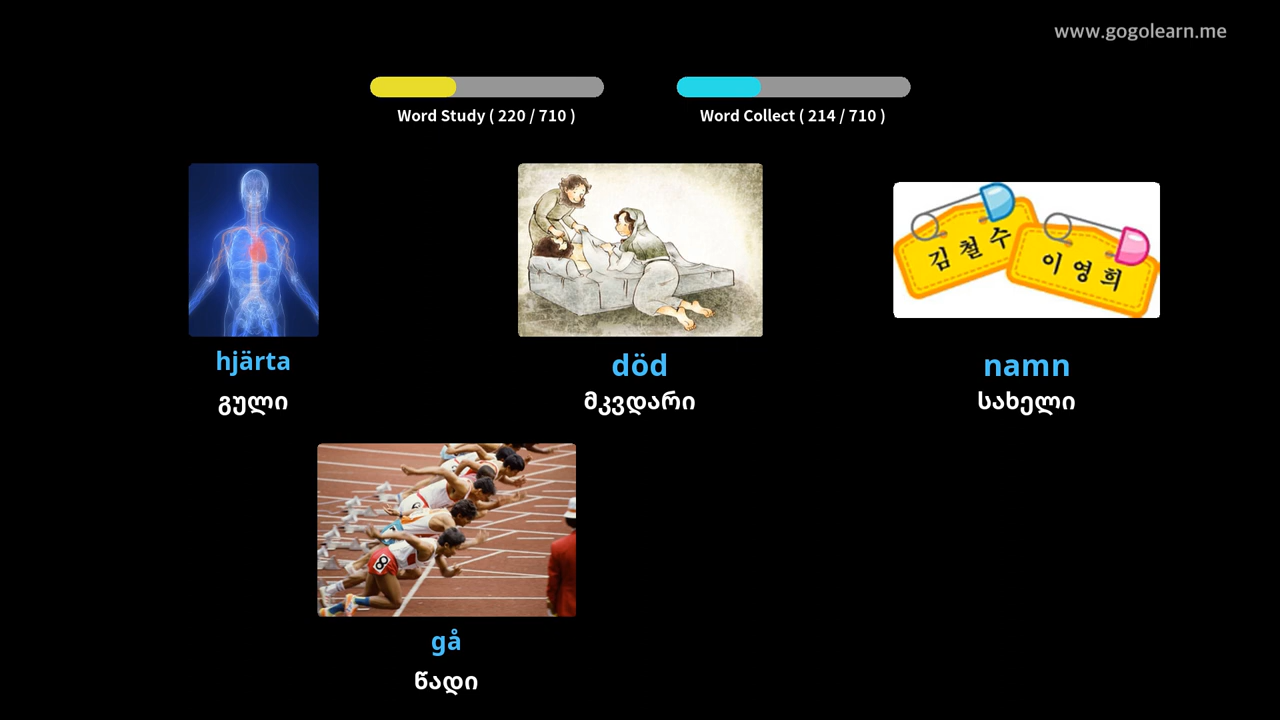 www.gogolearn.me
Word Study ( 220 / 710 )
Word Collect ( 214 / 710 )
김철수
이영희
hjärta
död
namn
გული
მკვდარი
სახელი
8
gå
წადი